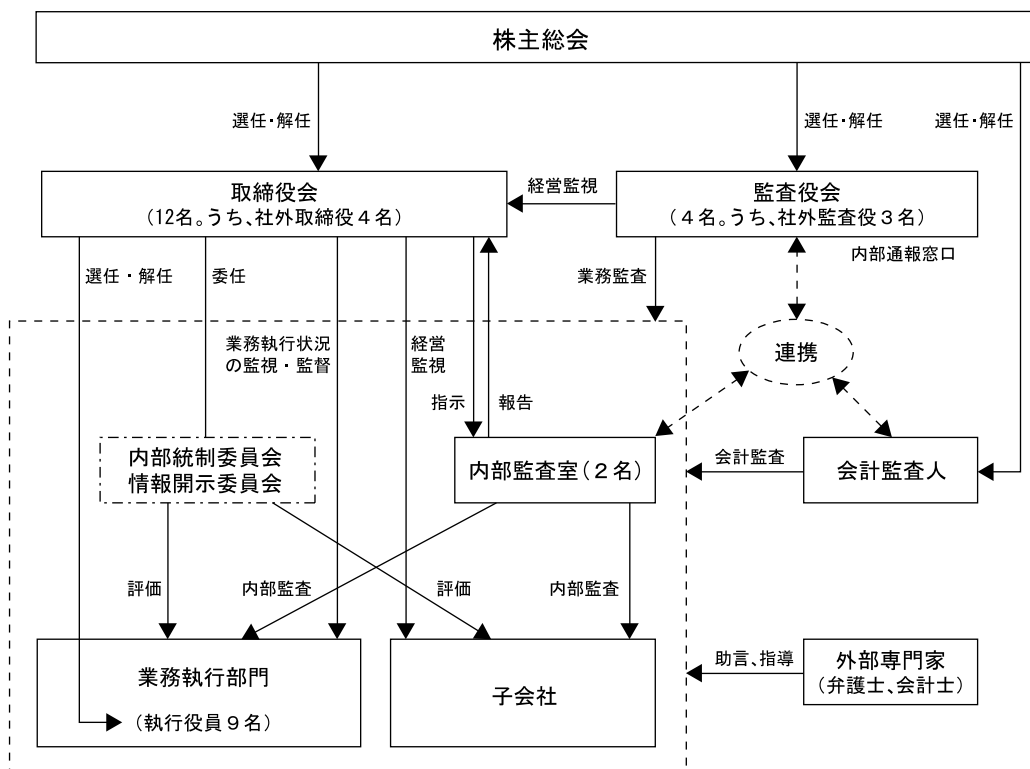 株主総会
選任・解任
選任・解任
選任・解任
取締役会
(12名。うち、社外取締役4名)
経営監視
監査役会
(4名。うち、社外監査役3名)
内部通報窓口
選任・解任
委任
業務監査
業務執行状況
の監視・監督
経営
監視
連携
指示
報告
内部統制委員会
情報開示委員会
内部監査室(2名)
会計監査
会計監査人
評価
内部監査
評価
内部監査
業務執行部門
(執行役員9名)
子会社
助言、指導
外部専門家
(弁護士、会計士)